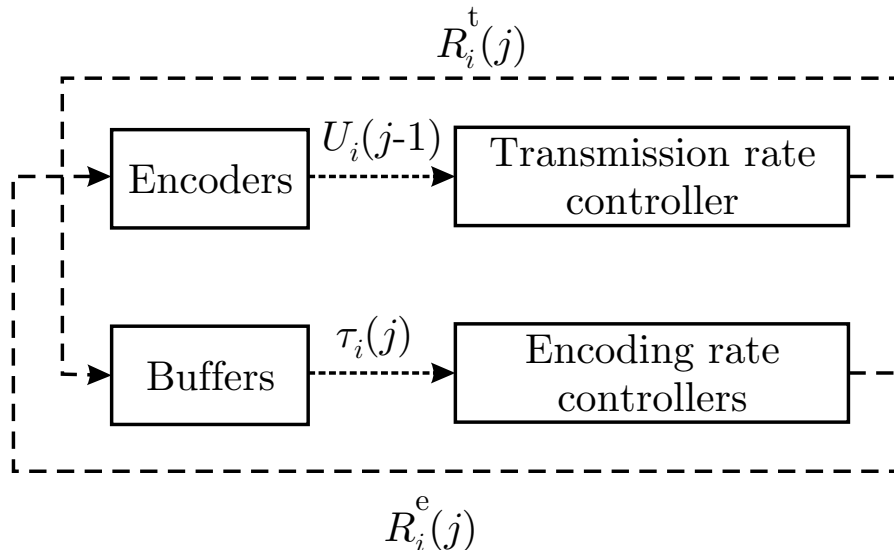 R_i^t(j)
Encoders
U_i(j-1)
Transmission rate
controller
Buffers
τ_i(j)
Encoding rate
controllers
R_i^e(j)